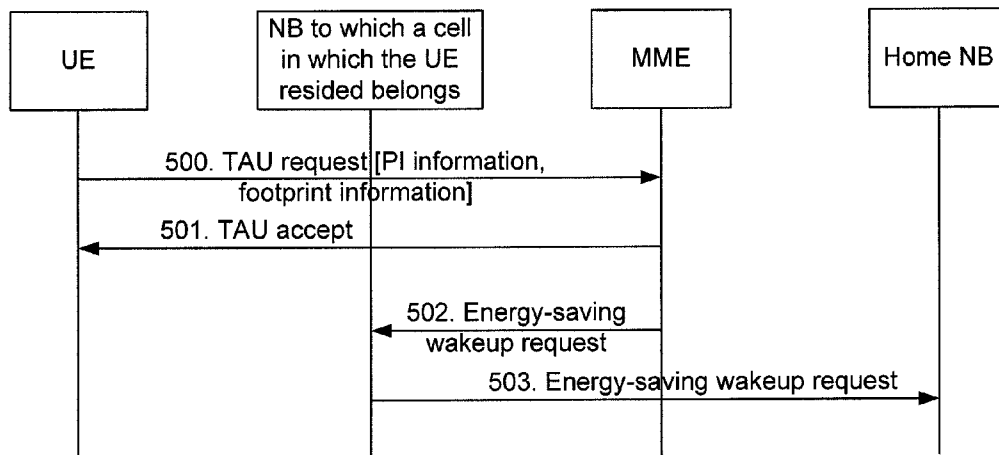 UE
NB to which a cell
in which the UE
resided belongs
MME
Home NB
500. TAU request [PI information,
footprint information]
501. TAU accept
502. Energy-saving
wakeup request
503. Energy-saving wakeup request